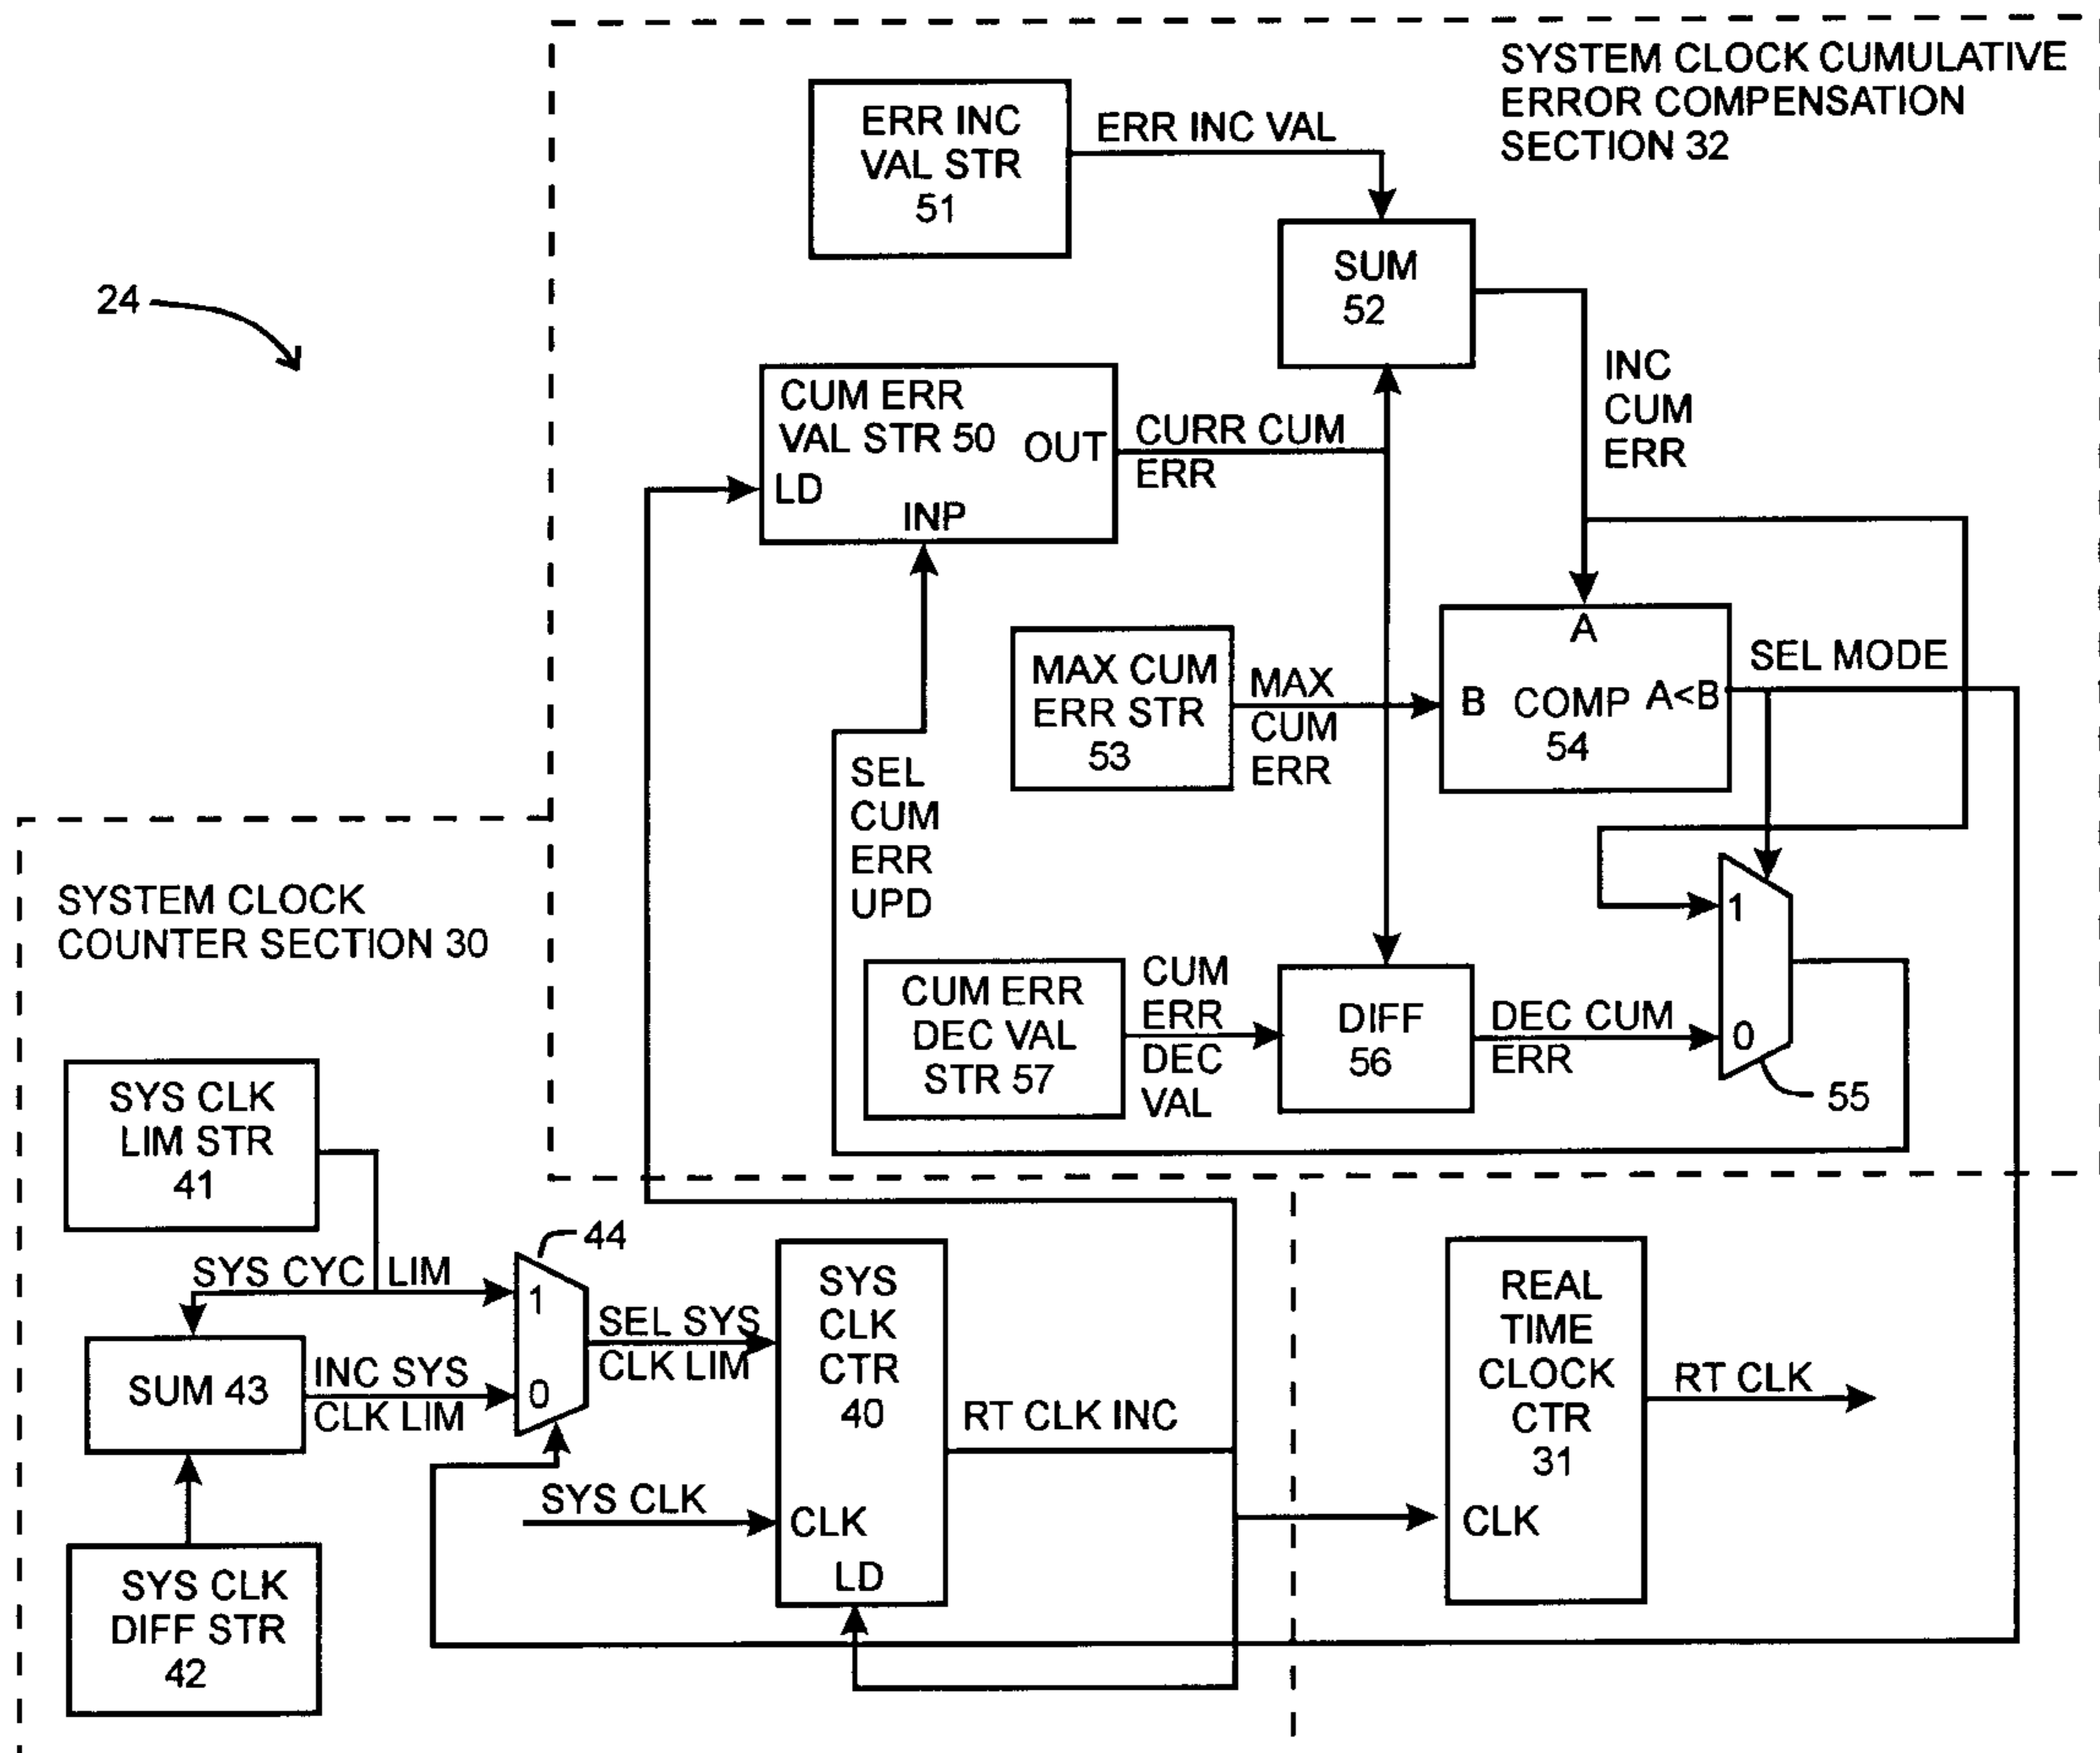 SYSTEM CLOCK CUMULATIVE
ERROR COMPENSATION
SECTION 32
ERR INC
VAL STR
51
ERR INC VAL
SUM
52
24
INC
CUM
ERR
CUM ERR
VAL STR 50
OUT
LD
INP
CURR CUM
ERR
MAX CUM
ERR STR
53
MAX
CUM
ERR
A
B
COMP
A<B
54
SEL MODE
SEL
CUM
ERR
UPD
1
0
55
CUM ERR
DEC VAL
STR 57
CUM
ERR
DEC
VAL
DIFF
56
DEC CUM
ERR
SYSTEM CLOCK
COUNTER SECTION 30
SYS CLK
LIM STR
41
SYS CYC LIM
44
1
0
SUM 43
INC SYS
CLK LIM
SEL SYS
CLK LIM
SYS CLK
DIFF STR
42
SYS CLK
SYS
CLK
CTR
40
CLK
LD
RT CLK INC
REAL
TIME
CLOCK
CTR
31
CLK
RT CLK